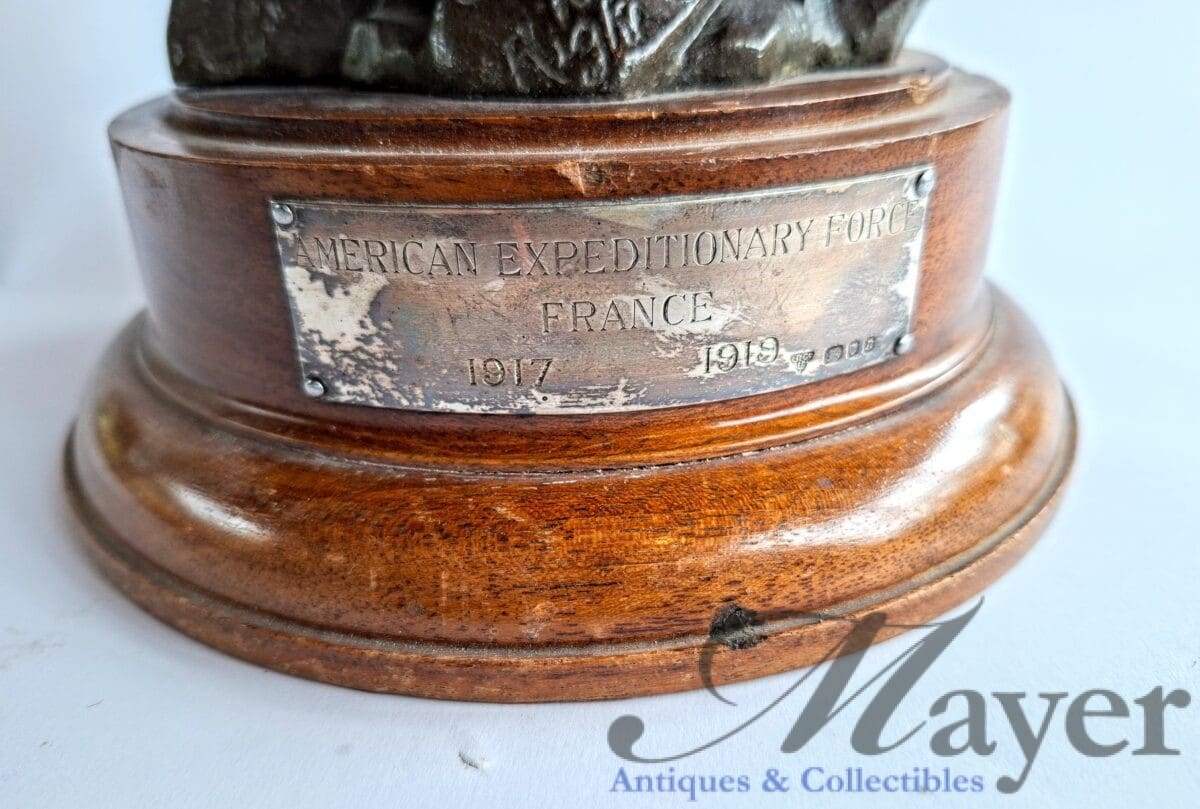 AMERICAN EXPEDITIONARY FORCE
FRANCE
1917 1919
Mayer
Antiques & Collectibles